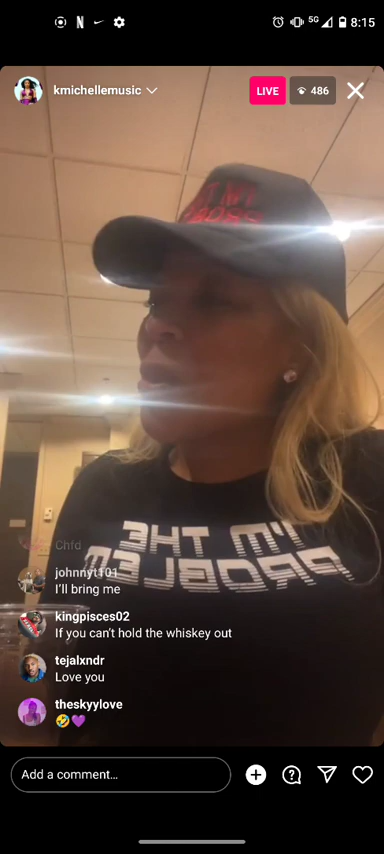 5G
8:15
kmichellemusic
LIVE
486
I'M THE
PROBLEM
Chfd
johnnyt101
I'll bring me
kingpisces02
If you can't hold the whiskey out
tejalxndr
Love you
theskyylove
🤣💜
Add a comment...